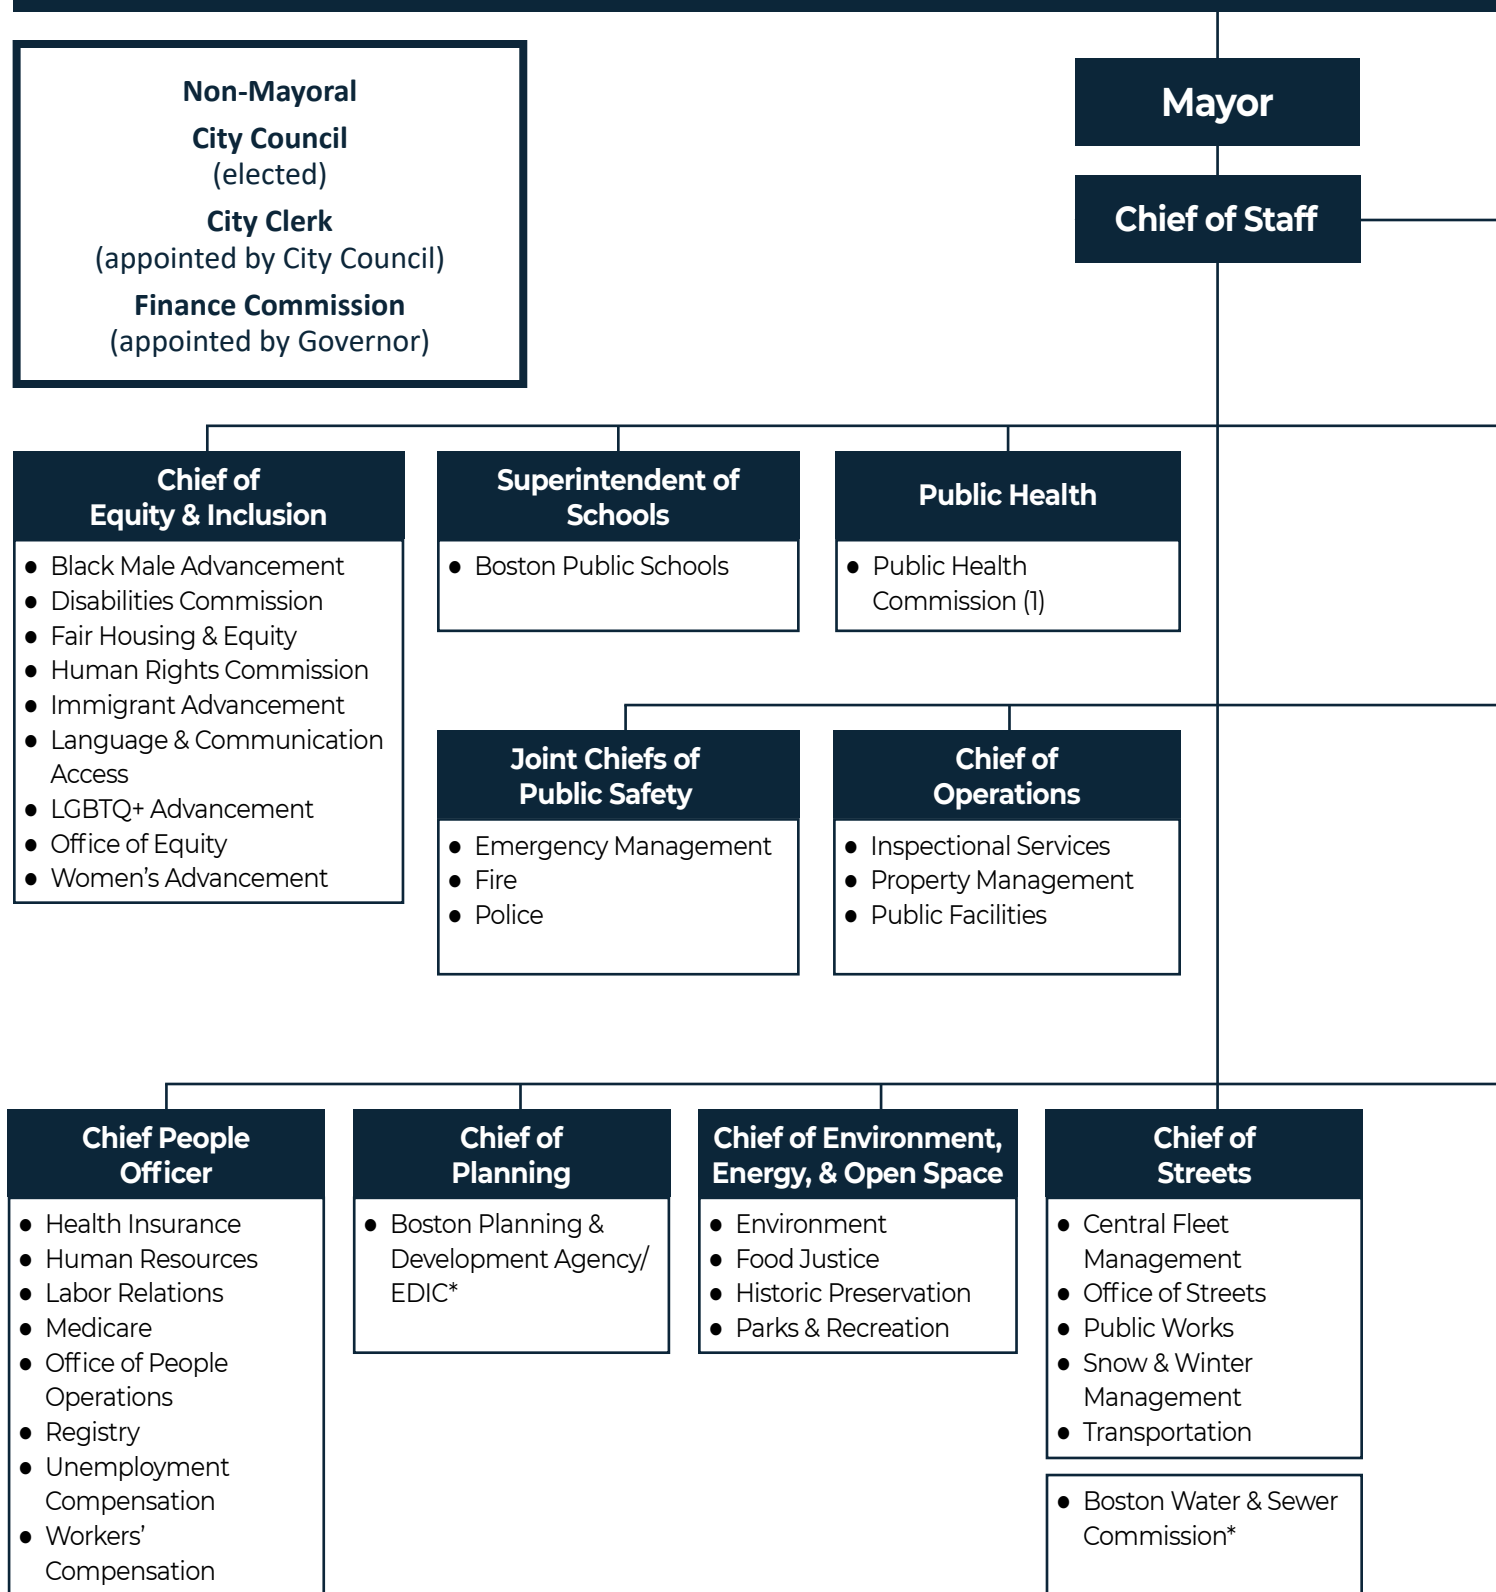 Non-Mayoral
City Council
(elected)
City Clerk
(appointed by City Council)
Finance Commission
(appointed by Governor)
Mayor
Chief of Staff
Chief of
Equity & Inclusion
● Black Male Advancement
● Disabilities Commission
● Fair Housing & Equity
● Human Rights Commission
● Immigrant Advancement
● Language & Communication
Access
● LGBTQ+ Advancement
● Office of Equity
● Women's Advancement
Superintendent of
Schools
● Boston Public Schools
Public Health
● Public Health
Commission (1)
Joint Chiefs of
Public Safety
● Emergency Management
● Fire
● Police
Chief of
Operations
● Inspectional Services
● Property Management
● Public Facilities
Chief People
Officer
● Health Insurance
● Human Resources
● Labor Relations
● Medicare
● Office of People
Operations
● Registry
● Unemployment
Compensation
● Workers'
Compensation
Chief of
Planning
● Boston Planning &
Development Agency/
EDIC*
Chief of Environment,
Energy, & Open Space
● Environment
● Food Justice
● Historic Preservation
● Parks & Recreation
Chief of
Streets
● Central Fleet
Management
● Office of Streets
● Public Works
● Snow & Winter
Management
● Transportation
● Boston Water & Sewer
Commission*